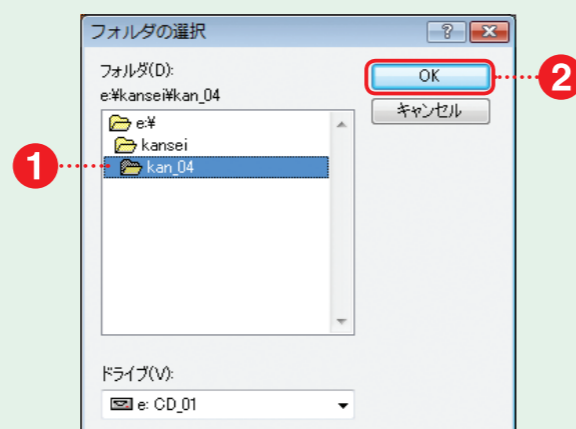 フォルダの選択
フォルダ(D):
e:¥kansei¥kan_04
OK
2
キャンセル
e:¥
kansei
1
kan_04
ドライブ(V):
e: CD_01